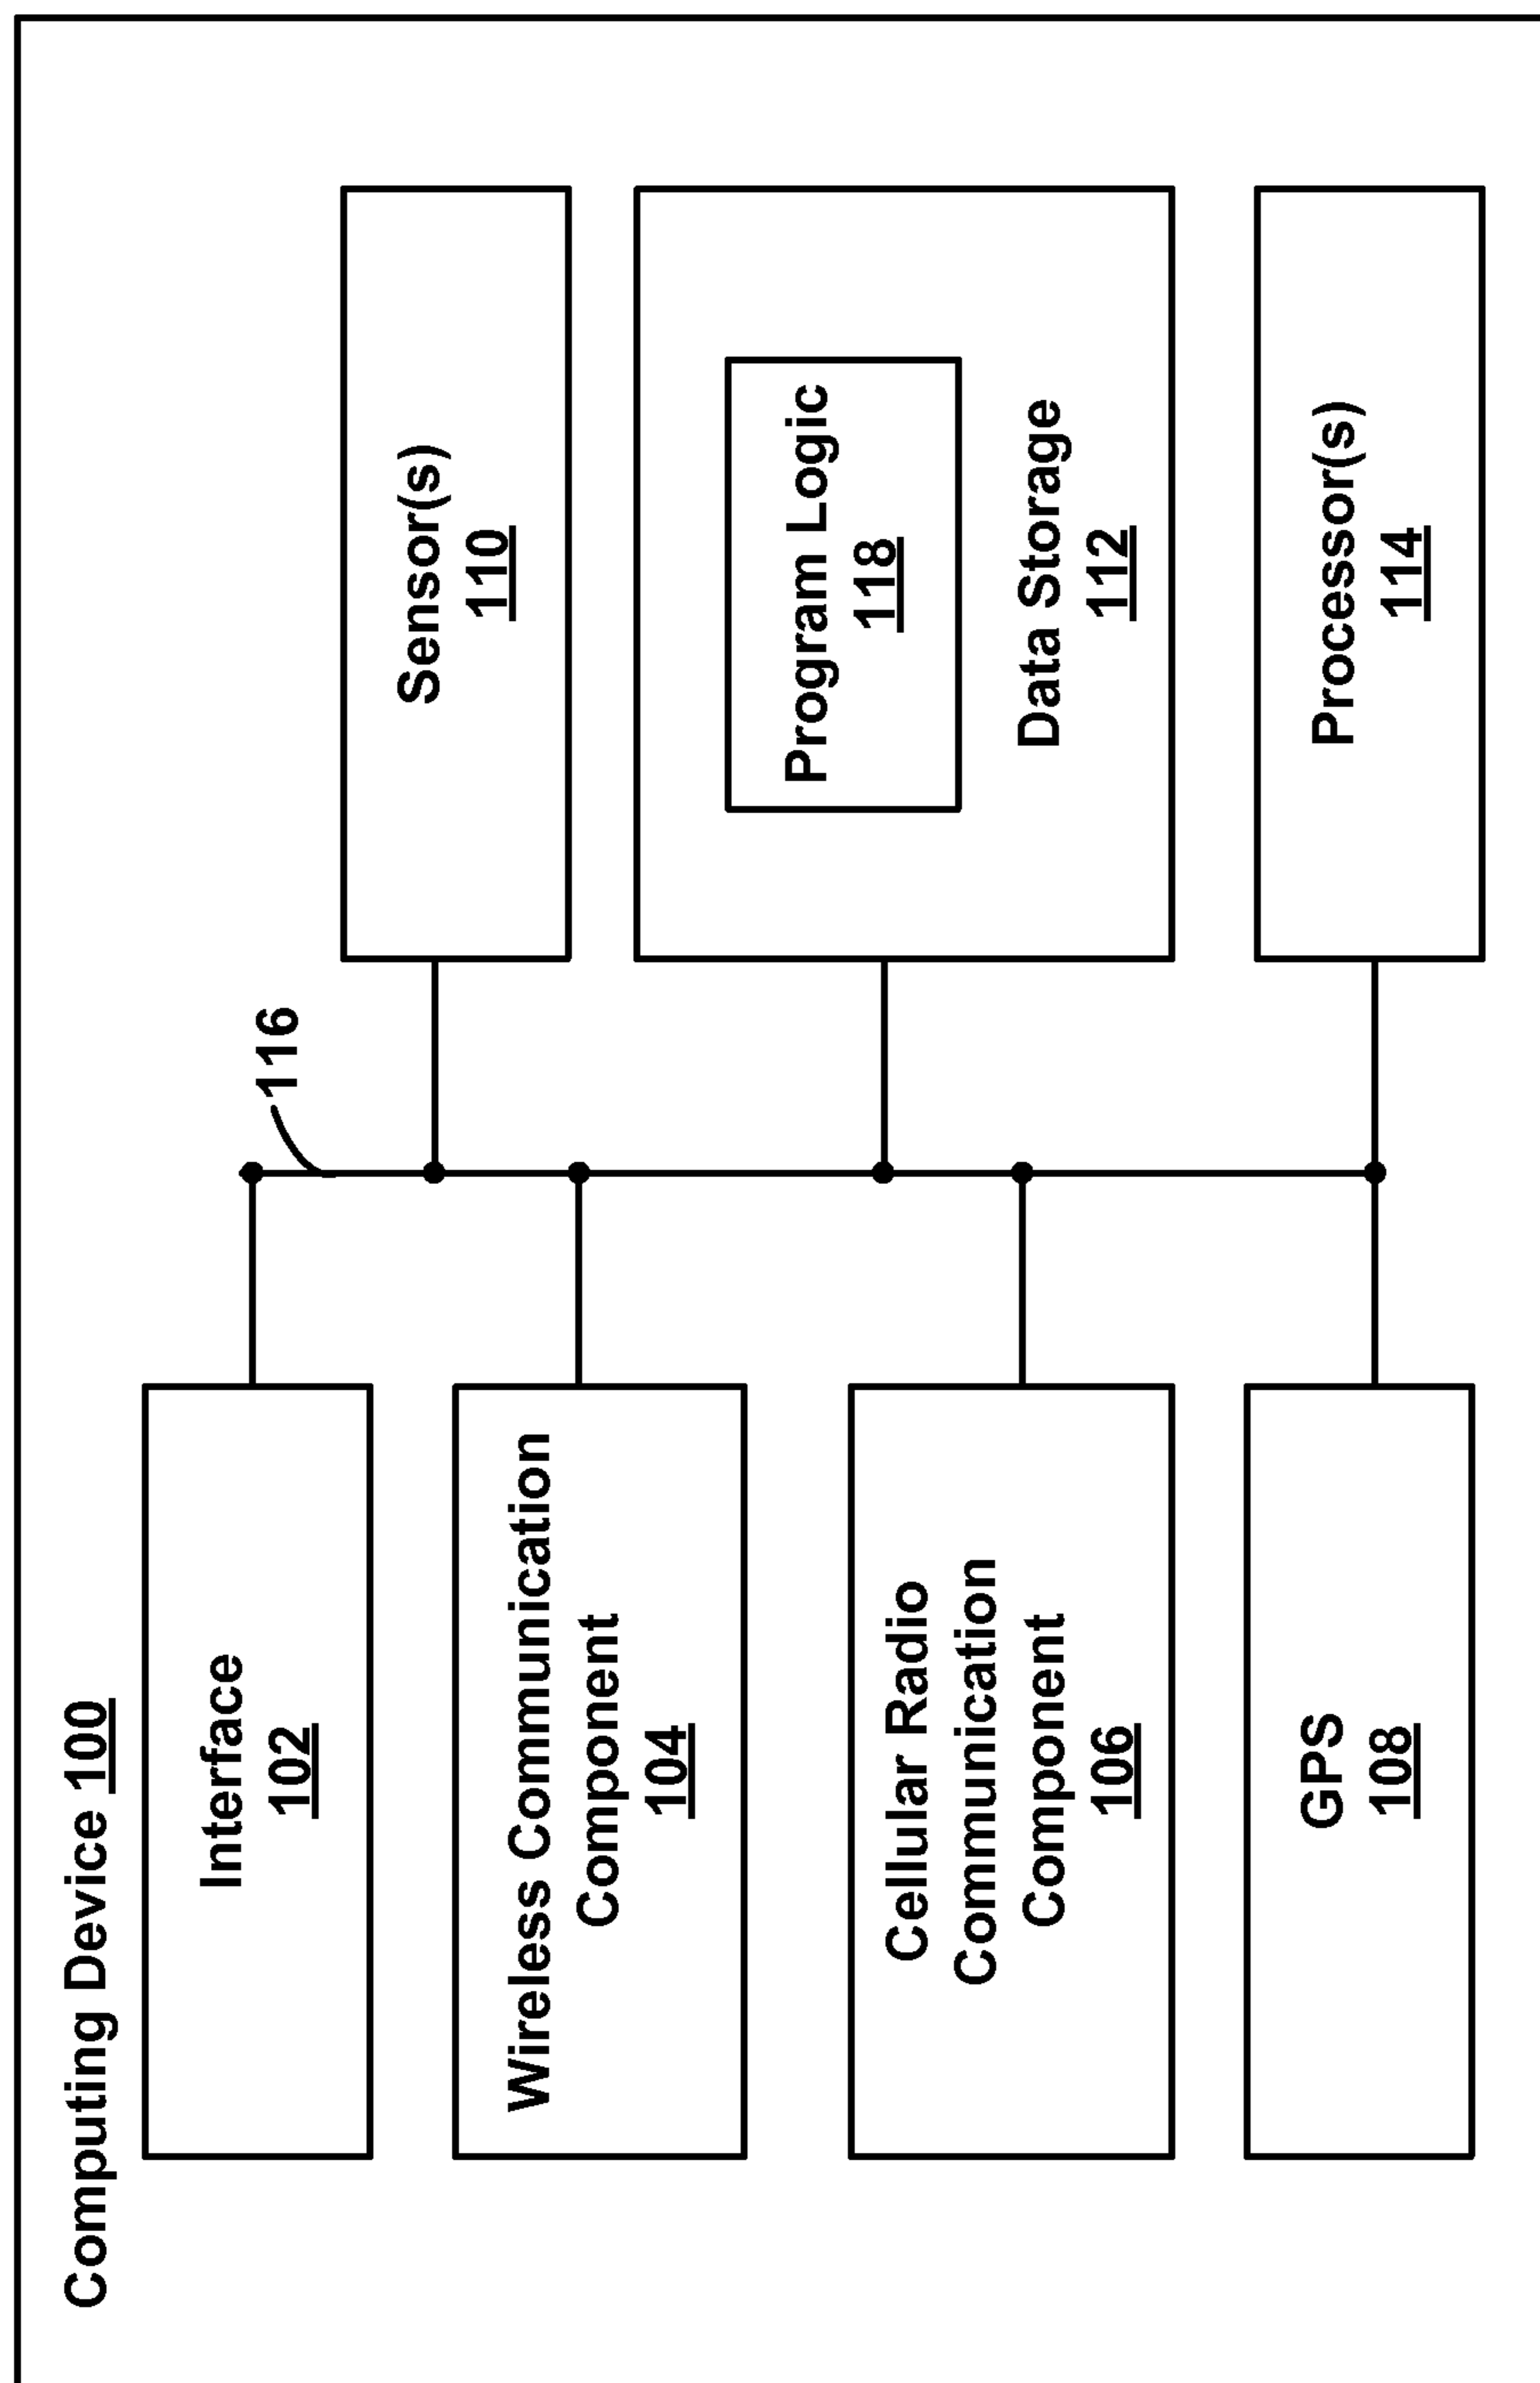 Computing Device 100
Interface
102
Wireless Communication
Component
104
Cellular Radio
Communication
Component
106
GPS
108
116
Sensor(s)
110
Program Logic
118
Data Storage
112
Processor(s)
114